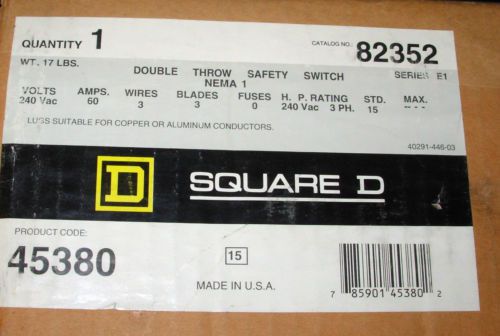 QUANTITY 1
CATALOG NO.: 82352
WT. 17 LBS.
DOUBLE THROW SAFETY SWITCH SERIES E1
NEMA 1
VOLTS AMPS. WIRES BLADES FUSES H. P. RATING STD. MAX.
240 Vac 60 3 3 0 240 Vac 3 PH. 15 - - -
LUGS SUITABLE FOR COPPER OR ALUMINUM CONDUCTORS.
40291-446-03
D SQUARE D
PRODUCT CODE:
45380
15
MADE IN U.S.A.
7 85901 45380 2